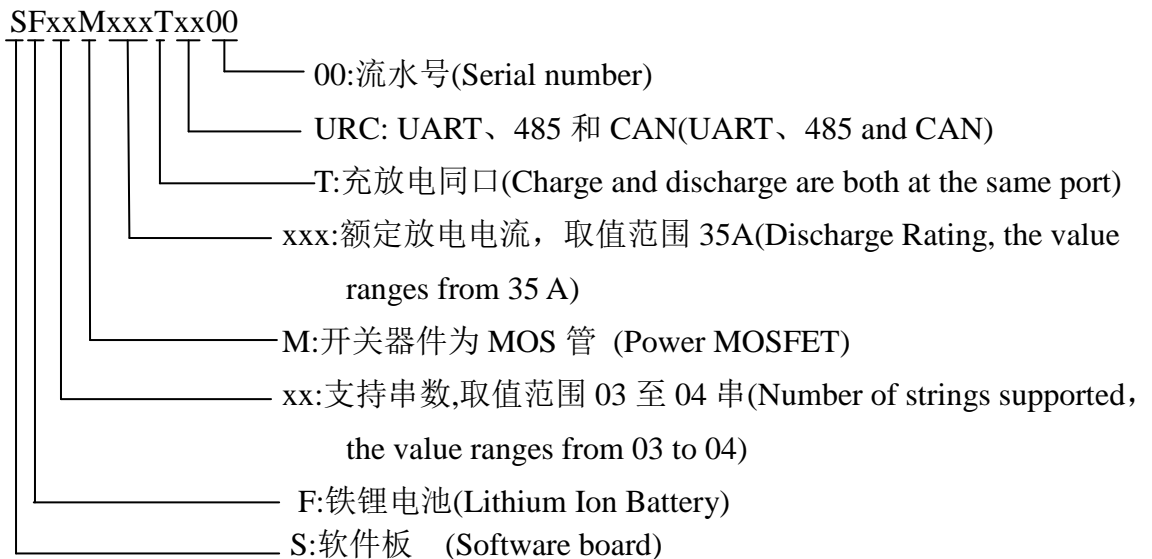 SFxxMxxxTxx00
00:流水号(Serial number)
URC: UART、485 和 CAN(UART、485 and CAN)
T:充放电同口(Charge and discharge are both at the same port)
xxx:额定放电电流，取值范围 35A(Discharge Rating, the value
ranges from 35 A)
M:开关器件为 MOS 管 (Power MOSFET)
xx:支持串数,取值范围 03 至 04 串(Number of strings supported，
the value ranges from 03 to 04)
F:铁锂电池(Lithium Ion Battery)
S:软件板 (Software board)